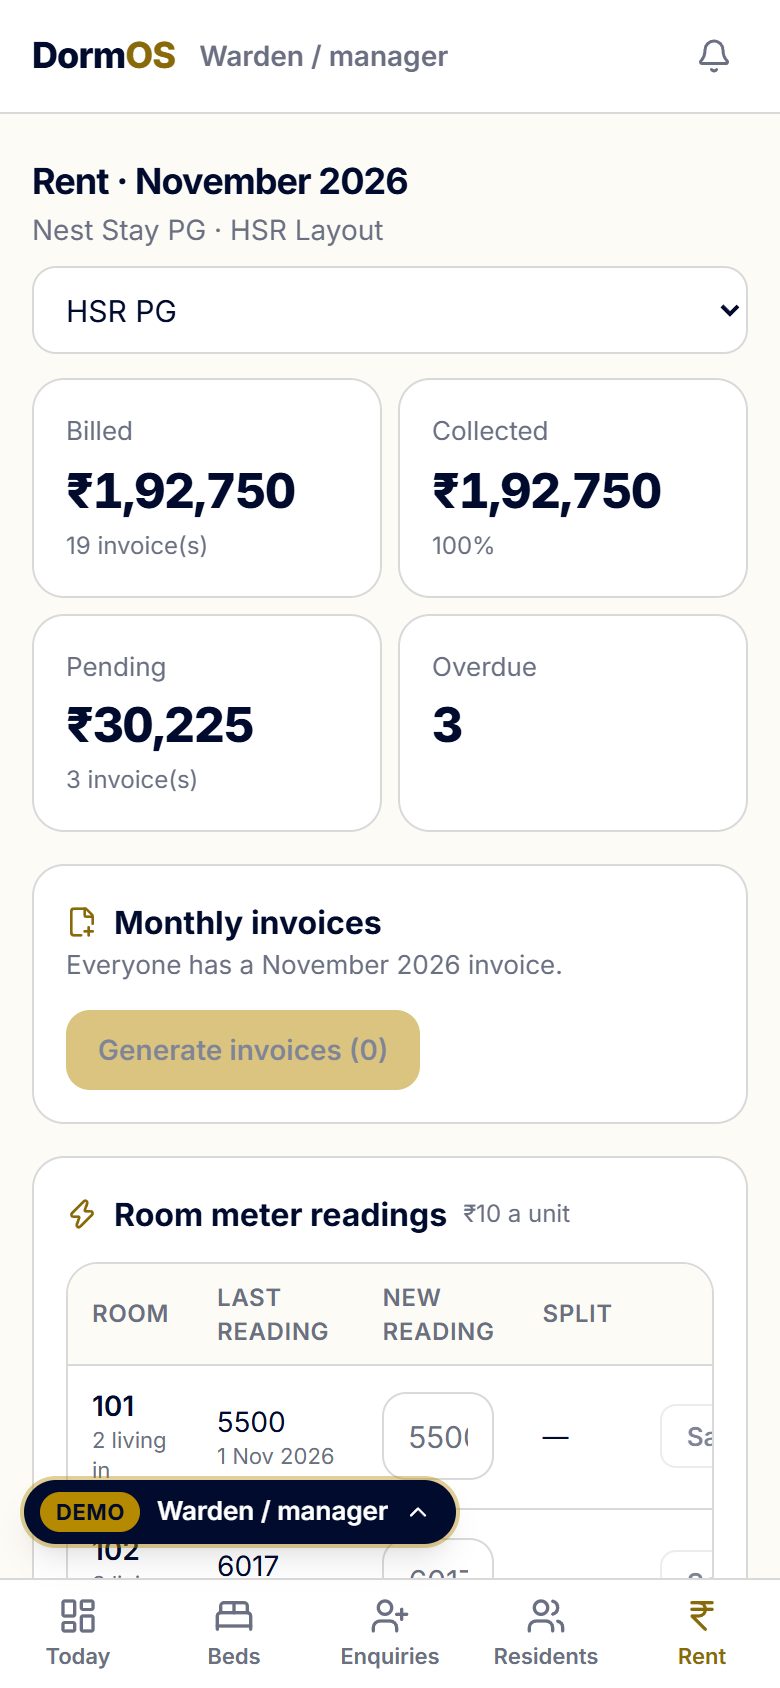 DormOS Warden / manager
Rent · November 2026
Nest Stay PG · HSR Layout
HSR PG
Billed
₹1,92,750
19 invoice(s)
Collected
₹1,92,750
100%
Pending
₹30,225
3 invoice(s)
Overdue
3
Monthly invoices
Everyone has a November 2026 invoice.
Generate invoices (0)
Room meter readings ₹10 a unit
ROOM
LAST
READING
NEW
READING
SPLIT
101
2 living
in
5500
1 Nov 2026
5500
—
Sa
DEMO Warden / manager
102
6017
6017
Today
Beds
Enquiries
Residents
Rent